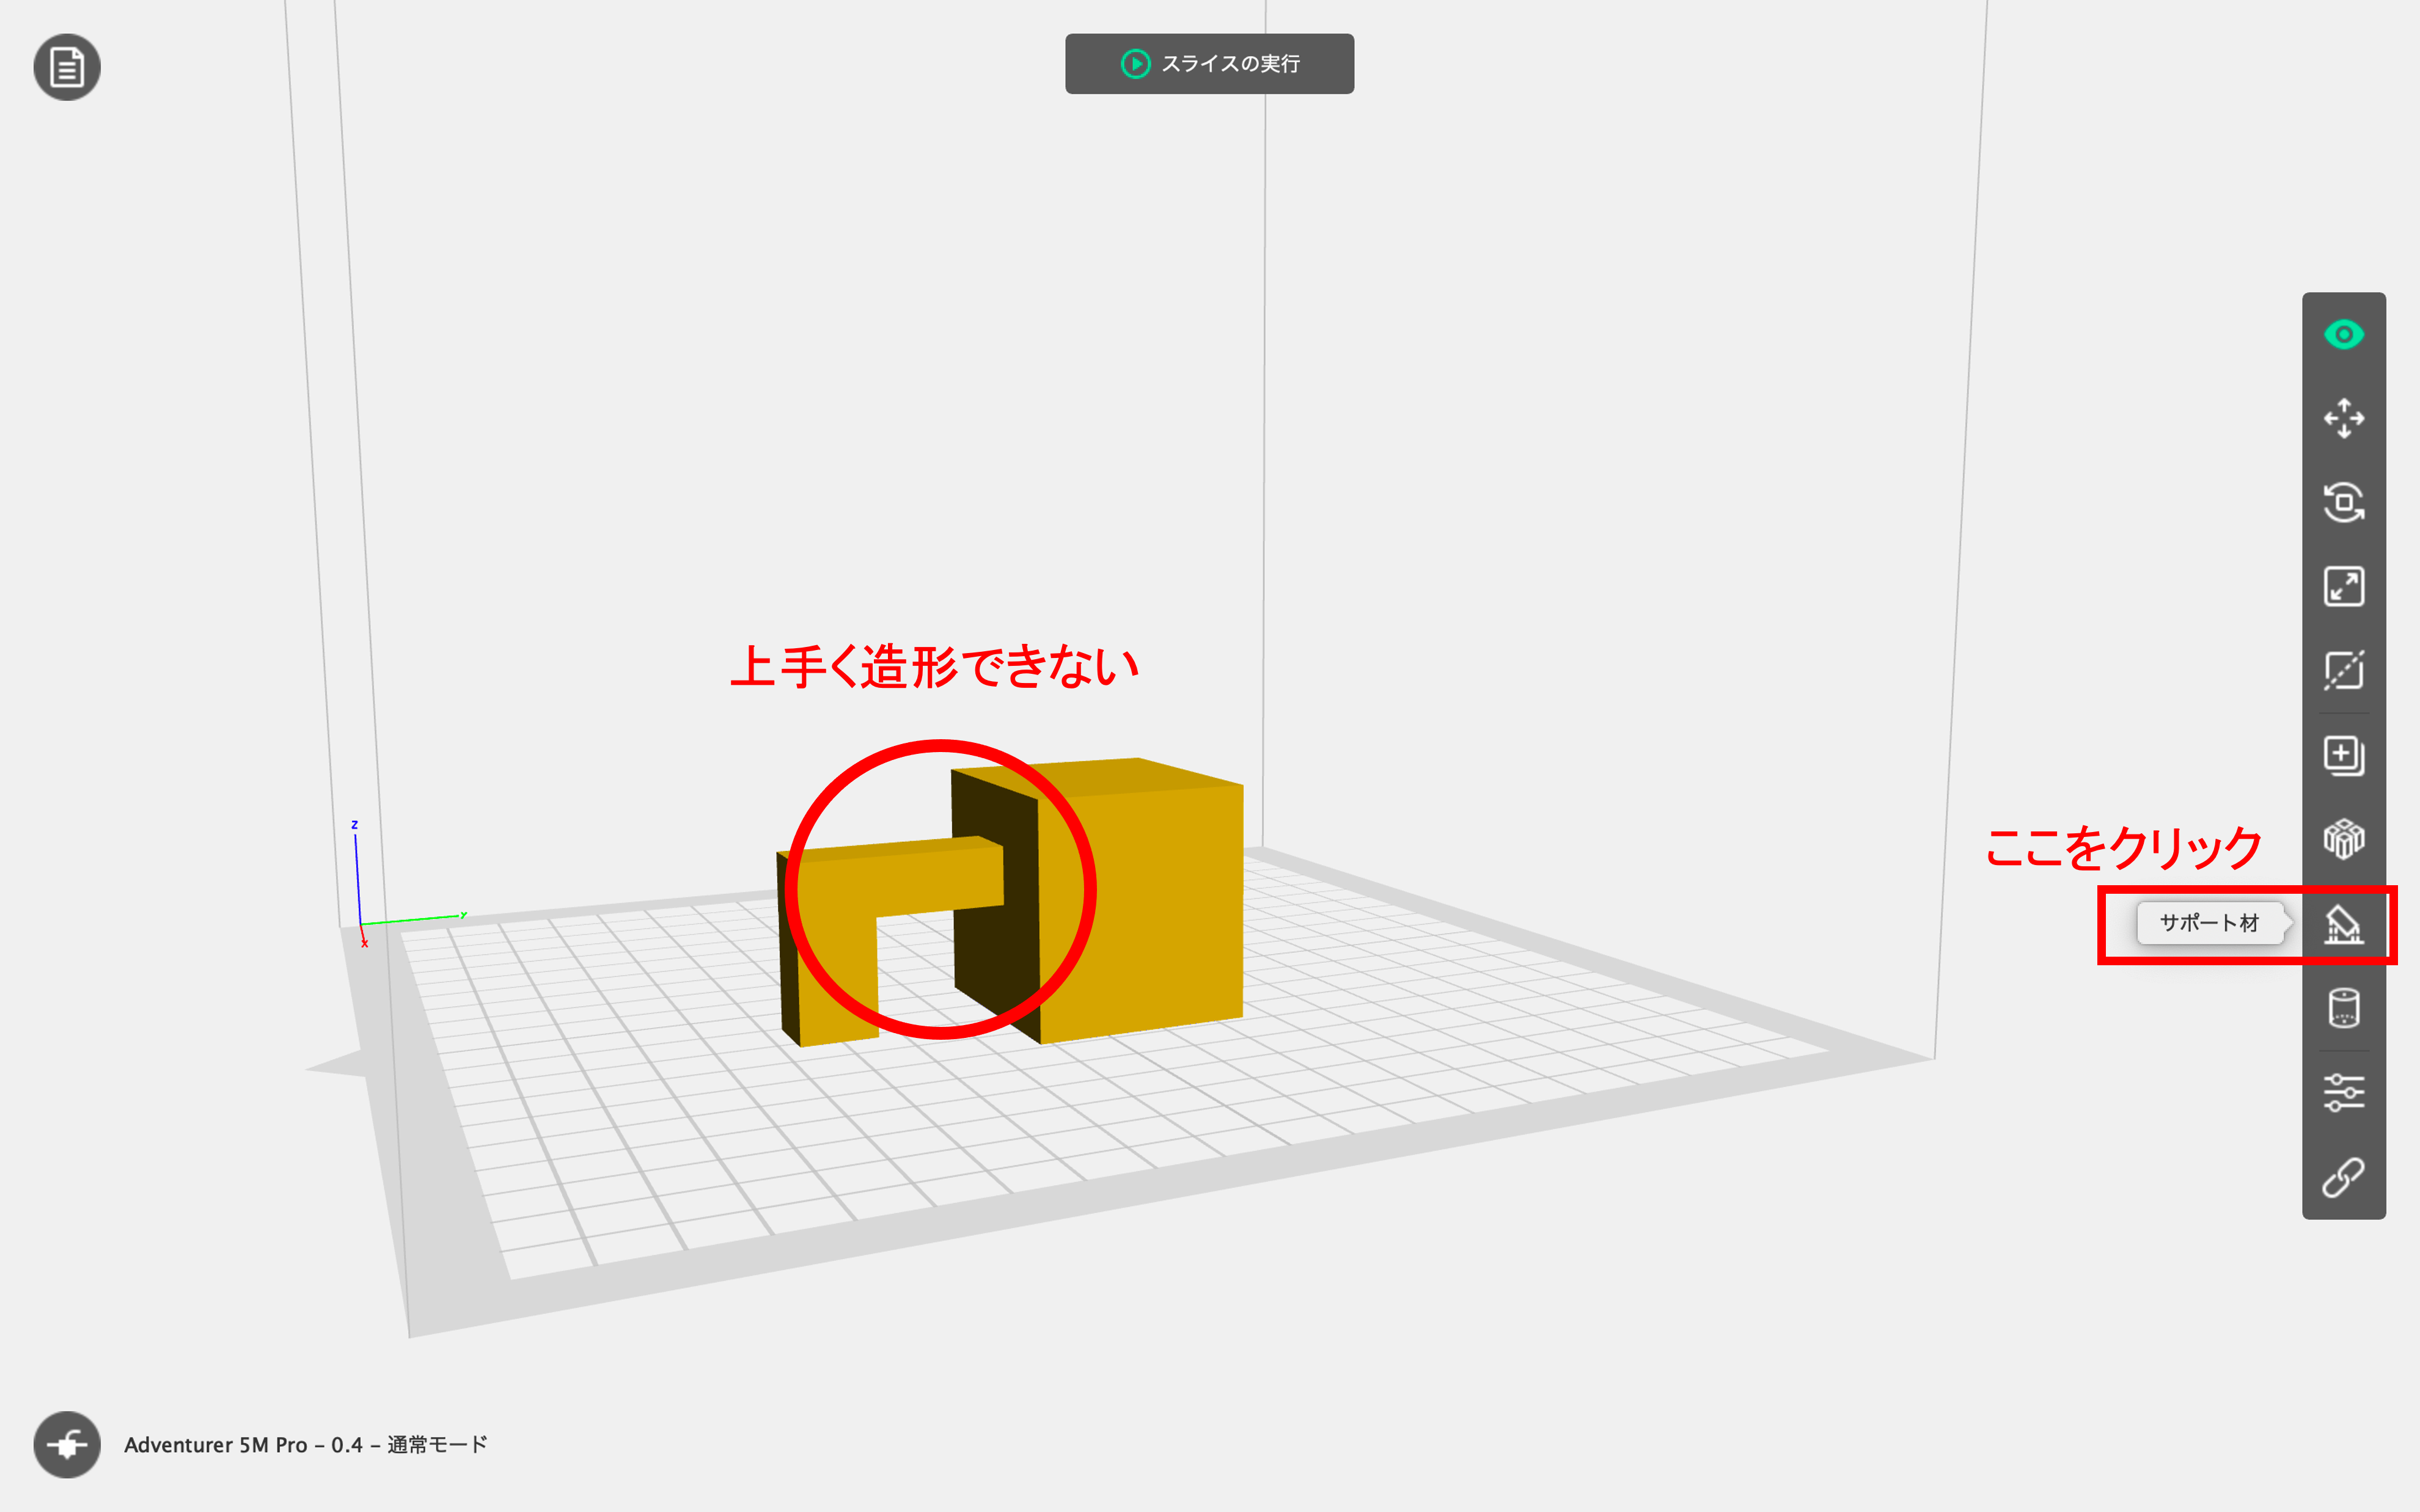 スライスの実行
上手く造形できない
ここをクリック
サポート材
Z
Y
X
Adventurer 5M Pro – 0.4 – 通常モード